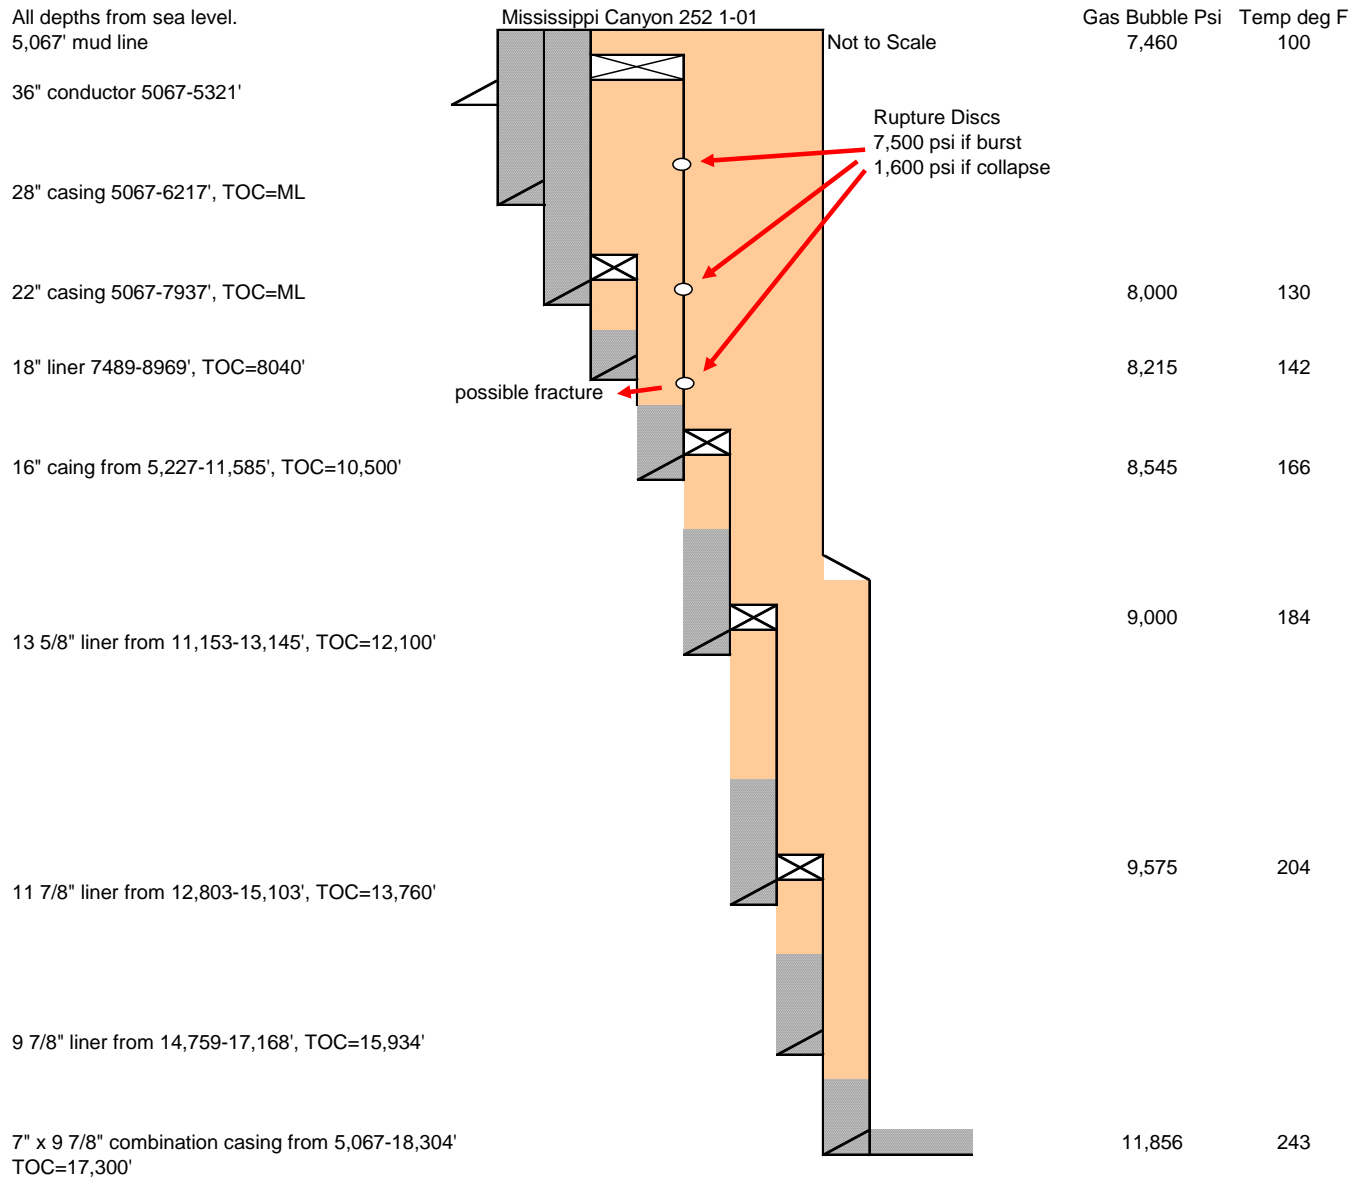 All depths from sea level.
Mississippi Canyon 252 1-01
Gas Bubble Psi Temp deg F
5,067' mud line
Not to Scale
7,460 100
36" conductor 5067-5321'
Rupture Discs
7,500 psi if burst
1,600 psi if collapse
28" casing 5067-6217', TOC=ML
22" casing 5067-7937', TOC=ML
8,000 130
18" liner 7489-8969', TOC=8040'
8,215 142
possible fracture
16" caing from 5,227-11,585', TOC=10,500'
8,545 166
9,000 184
13 5/8" liner from 11,153-13,145', TOC=12,100'
9,575 204
11 7/8" liner from 12,803-15,103', TOC=13,760'
9 7/8" liner from 14,759-17,168', TOC=15,934'
7" x 9 7/8" combination casing from 5,067-18,304'
11,856 243
TOC=17,300'